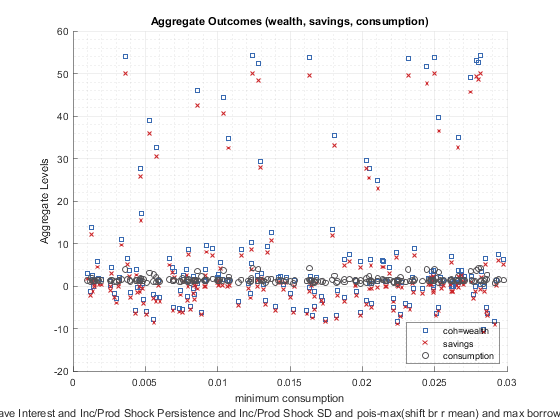 Aggregate Outcomes (wealth, savings, consumption)
Aggregate Levels
60
50
40
30
20
10
0
-10
-20
0
0.005
0.01
0.015
0.02
0.025
0.03
coh=wealth
savings
consumption
minimum consumption
ave Interest and Inc/Prod Shock Persistence and Inc/Prod Shock SD and pois-max(shift br r mean) and max borrow